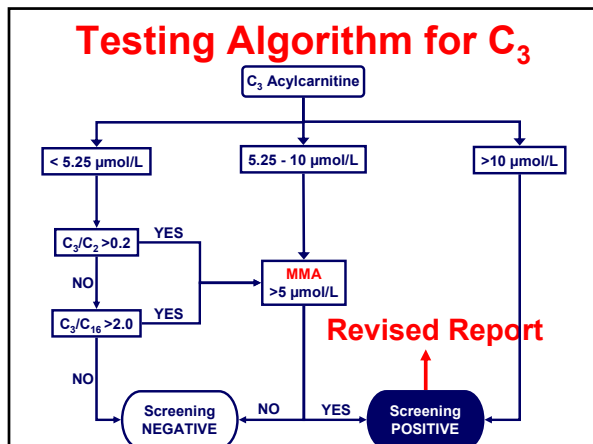 Testing Algorithm for C₃
C₃ Acylcarnitine
< 5.25 µmol/L
5.25 - 10 µmol/L
>10 µmol/L
C₃/C₂ >0.2
YES
NO
MMA
>5 µmol/L
C₃/C₁₆ >2.0
YES
Revised Report
NO
Screening
NEGATIVE
NO
YES
Screening
POSITIVE